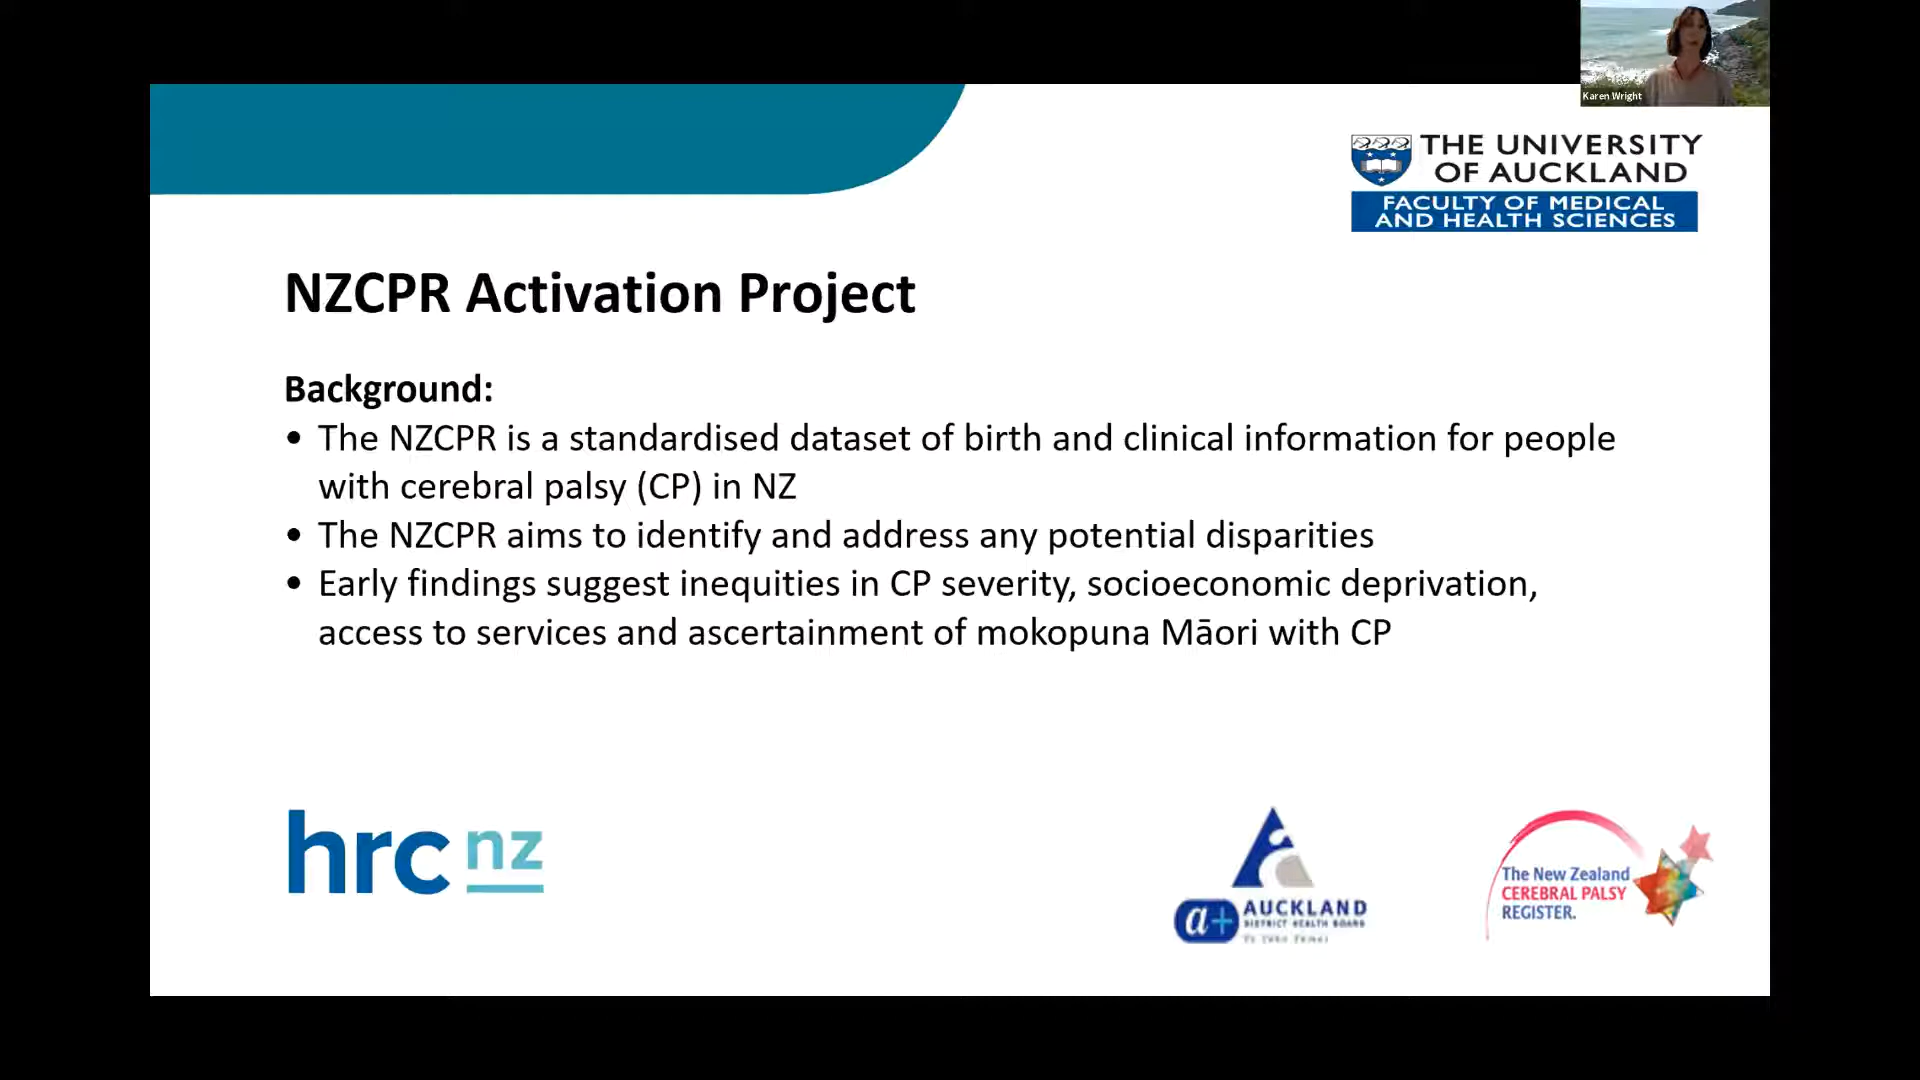 Karen Wright
THE UNIVERSITY
OF AUCKLAND
FACULTY OF MEDICAL
AND HEALTH SCIENCES
NZCPR Activation Project
Background:
• The NZCPR is a standardised dataset of birth and clinical information for people
with cerebral palsy (CP) in NZ
• The NZCPR aims to identify and address any potential disparities
• Early findings suggest inequities in CP severity, socioeconomic deprivation,
access to services and ascertainment of mokopuna Māori with CP
hrc nz
a+ AUCKLAND
DISTRICT HEALTH BOARD
The New Zealand
CEREBRAL PALSY
REGISTER.